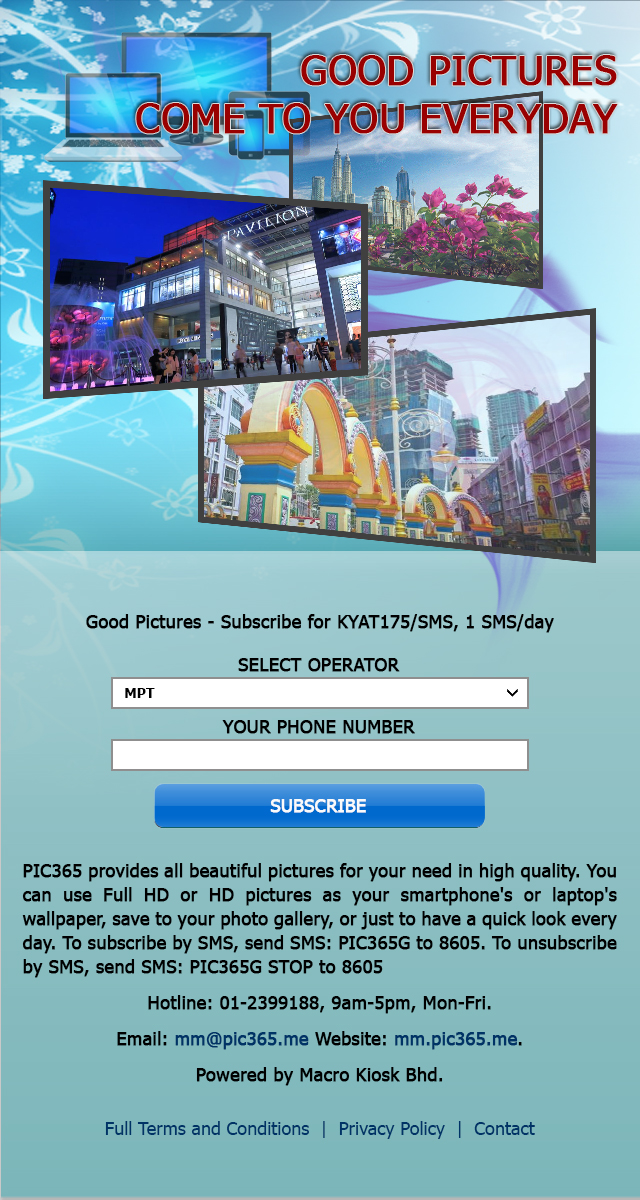 GOOD PICTURES
COME TO YOU EVERYDAY
PAVILION
Good Pictures - Subscribe for KYAT175/SMS, 1 SMS/day
SELECT OPERATOR
MPT
YOUR PHONE NUMBER
SUBSCRIBE
PIC365 provides all beautiful pictures for your need in high quality. You
can use Full HD or HD pictures as your smartphone's or laptop's
wallpaper, save to your photo gallery, or just to have a quick look every
day. To subscribe by SMS, send SMS: PIC365G to 8605. To unsubscribe
by SMS, send SMS: PIC365G STOP to 8605
Hotline: 01-2399188, 9am-5pm, Mon-Fri.
Email: mm@pic365.me Website: mm.pic365.me.
Powered by Macro Kiosk Bhd.
Full Terms and Conditions | Privacy Policy | Contact